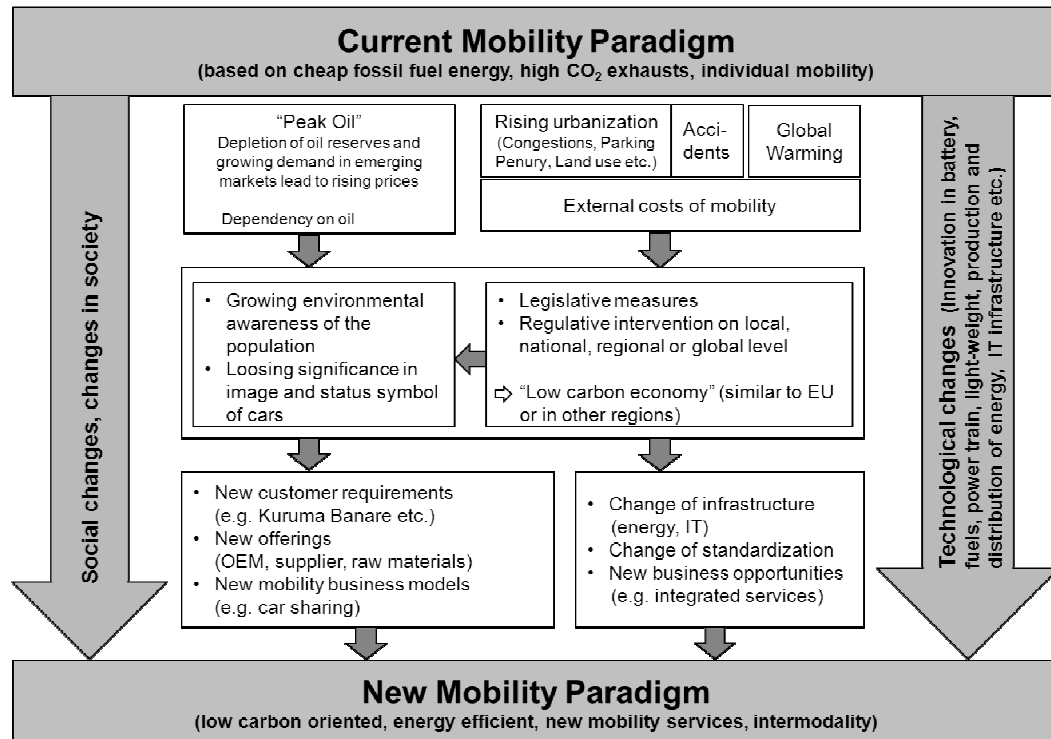 Current Mobility Paradigm
(based on cheap fossil fuel energy, high CO₂ exhausts, individual mobility)
Social changes, changes in society
"Peak Oil"
Depletion of oil reserves and
growing demand in emerging
markets lead to rising prices
Dependency on oil
Rising urbanization
(Congestions, Parking
Penury, Land use etc.)
Acci-
dents
Global
Warming
External costs of mobility
Technological changes (Innovation in battery,
fuels, power train, light-weight, production and
distribution of energy, IT infrastructure etc.)
• Growing environmental
awareness of the
population
• Loosing significance in
image and status symbol
of cars
• Legislative measures
• Regulative intervention on local,
national, regional or global level
⇨ "Low carbon economy" (similar to EU
or in other regions)
• New customer requirements
(e.g. Kuruma Banare etc.)
• New offerings
(OEM, supplier, raw materials)
• New mobility business models
(e.g. car sharing)
• Change of infrastructure
(energy, IT)
• Change of standardization
• New business opportunities
(e.g. integrated services)
New Mobility Paradigm
(low carbon oriented, energy efficient, new mobility services, intermodality)